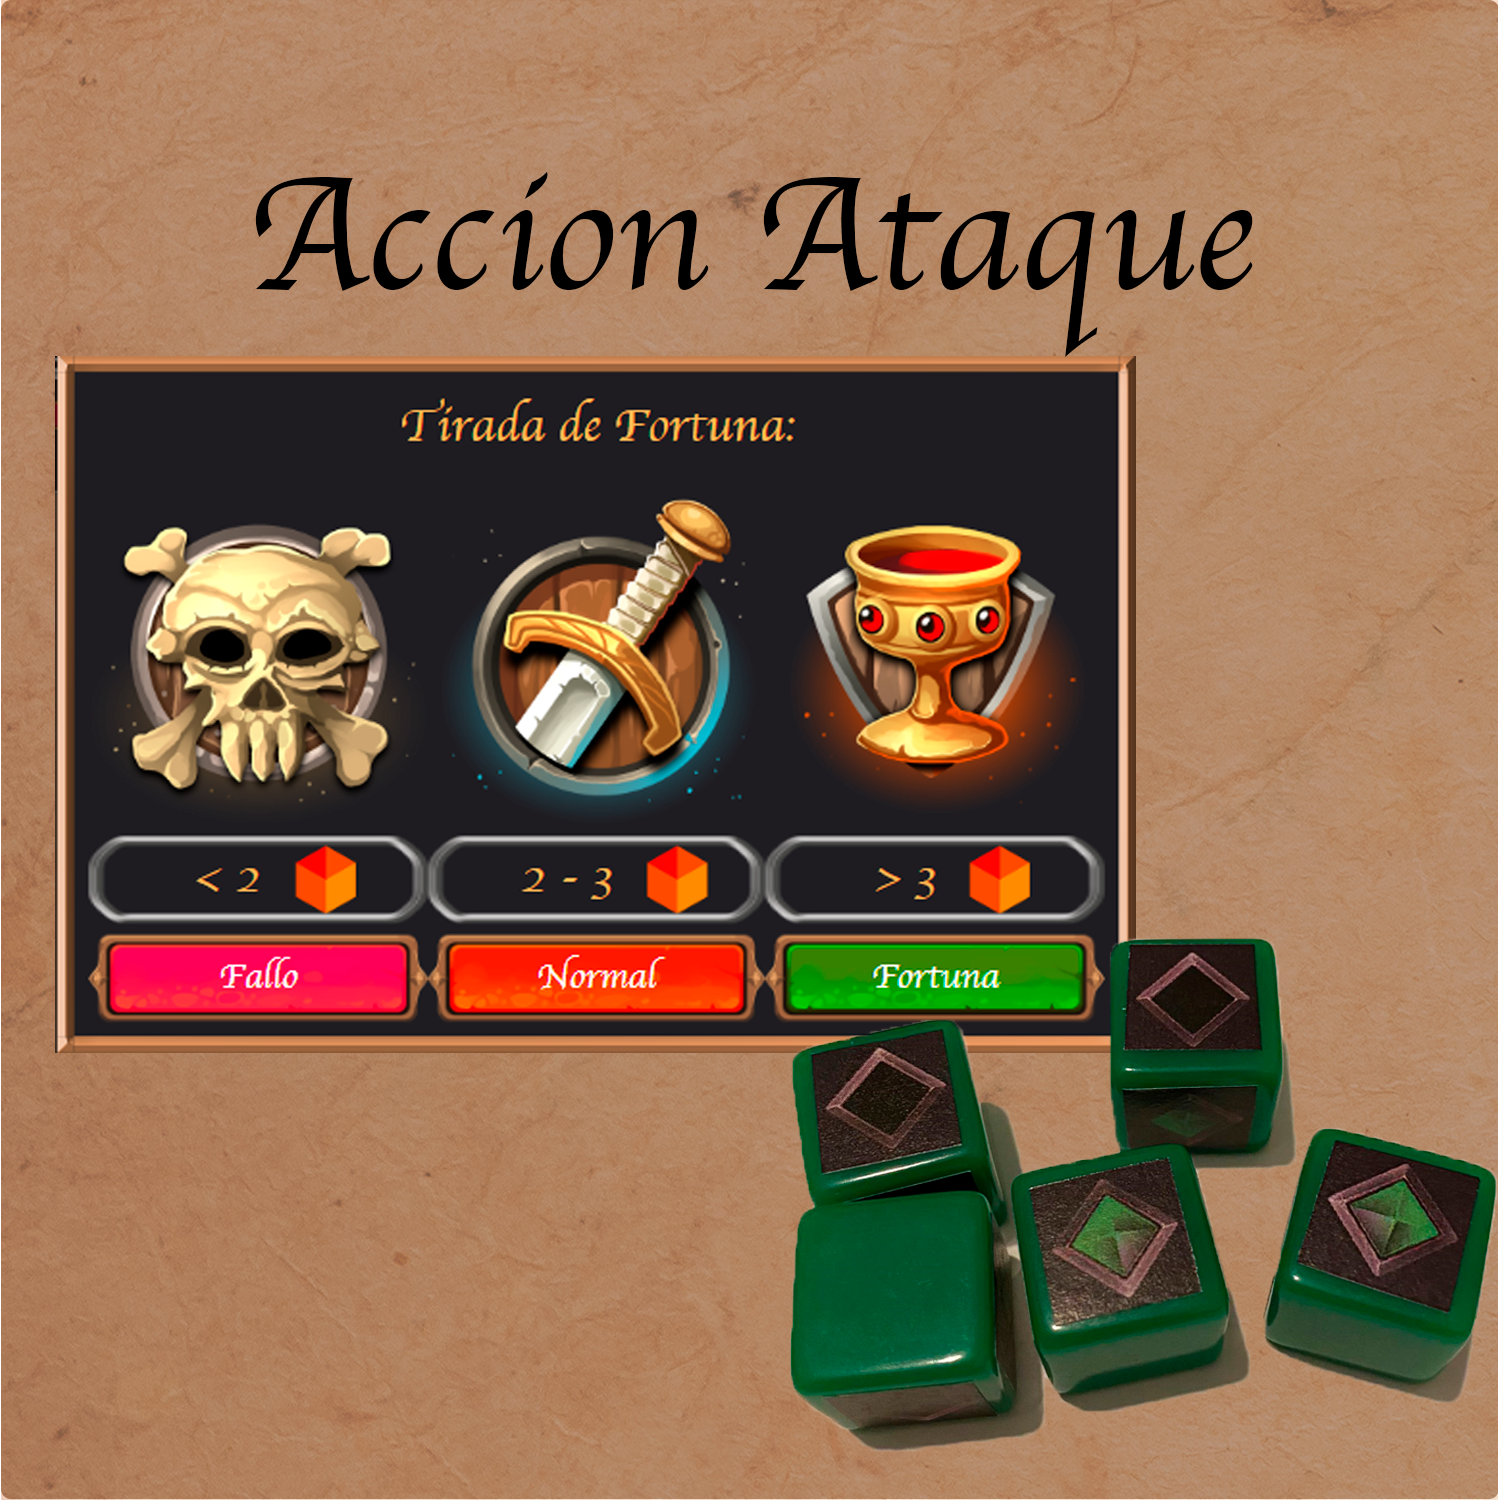 Accion Ataque
Tirada de Fortuna:
< 2
2 - 3
> 3
Fallo
Normal
Fortuna